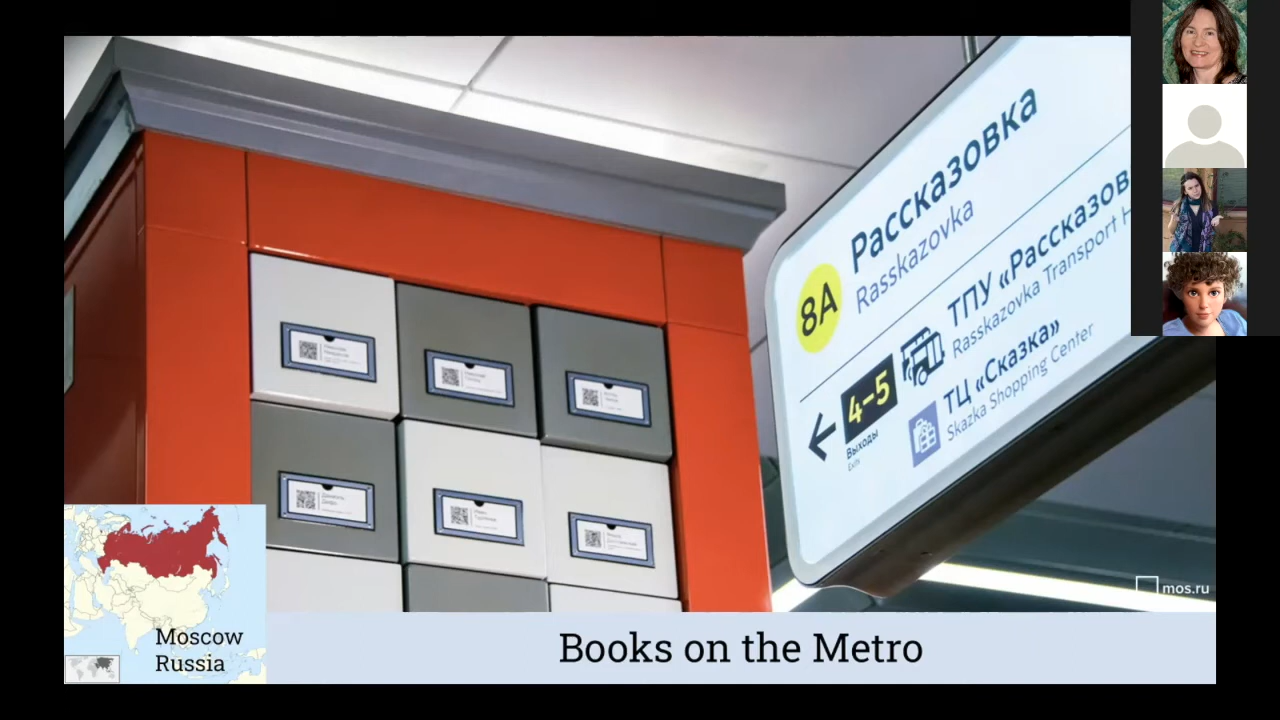 Рассказовка
Rasskazovka
8А
ТПУ «Рассказов
Rasskazovka Transport H
4–5
Выходы
Exits
ТЦ «Сказка»
Skazka Shopping Center
mos.ru
Moscow
Russia
Books on the Metro